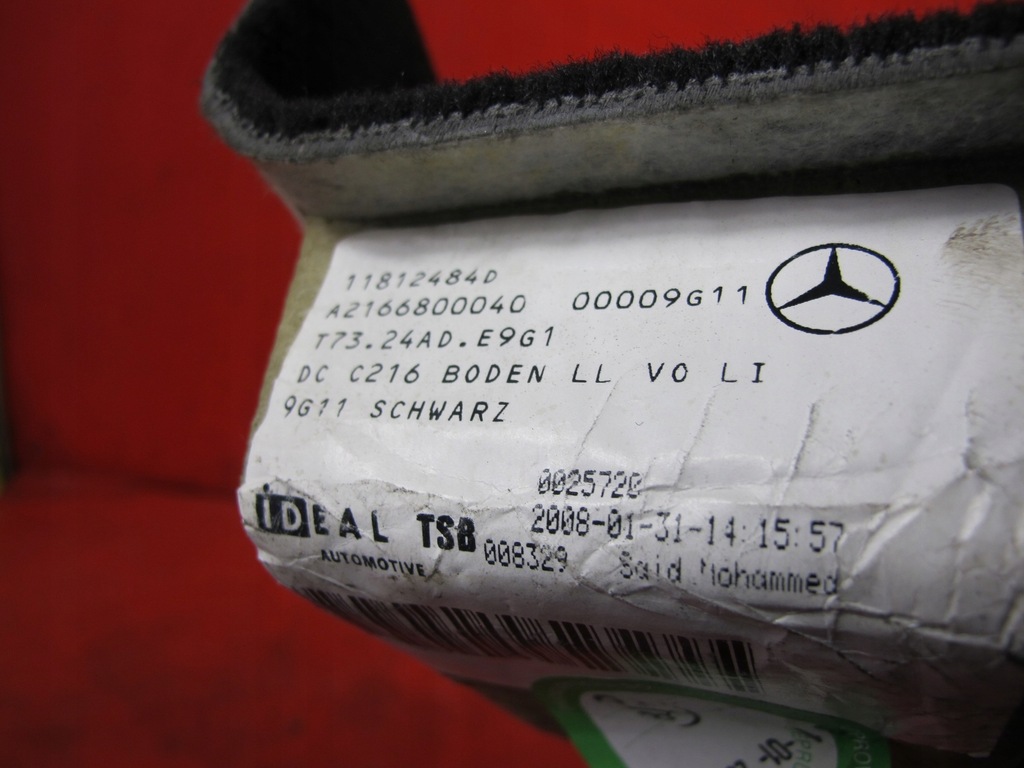 11812484D
A2166800040 00009G11
T73.24AD.E9G1
DC C216 BODEN LL VO LI
9G11 SCHWARZ
0025720
iDEAL TSB 2008-01-31-14:15:57
AUTOMOTIVE 008329 Said Mohammed